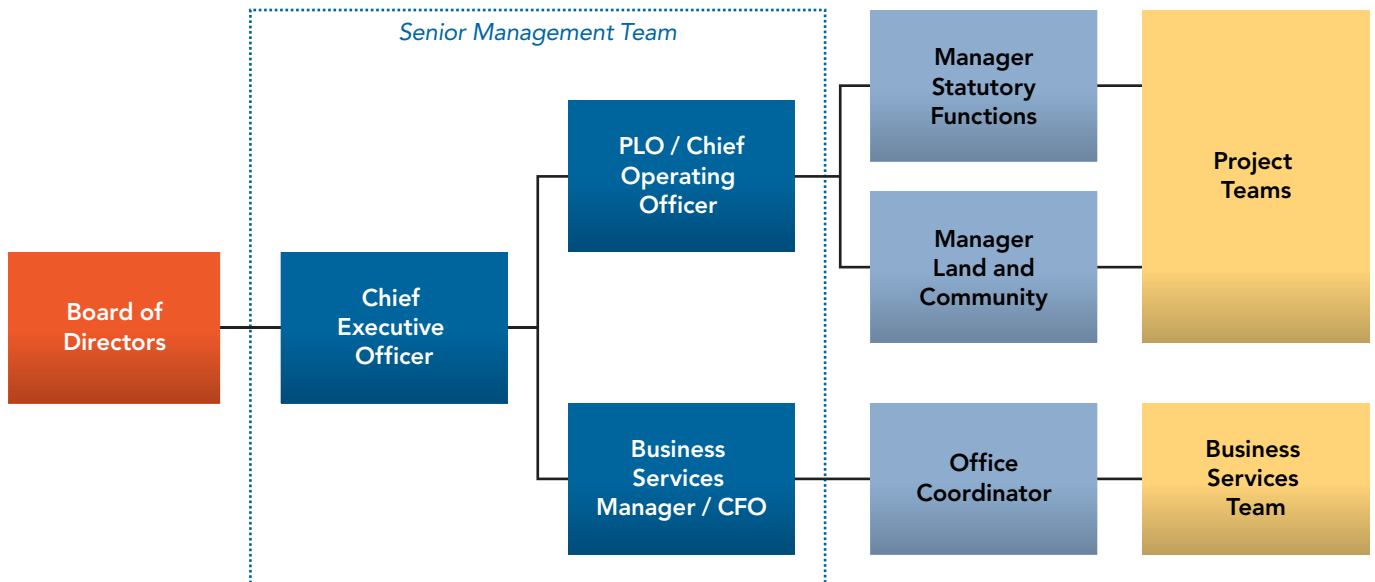 Senior Management Team
Board of
Directors
Chief
Executive
Officer
PLO / Chief
Operating
Officer
Business
Services
Manager / CFO
Manager
Statutory
Functions
Manager
Land and
Community
Office
Coordinator
Project
Teams
Business
Services
Team